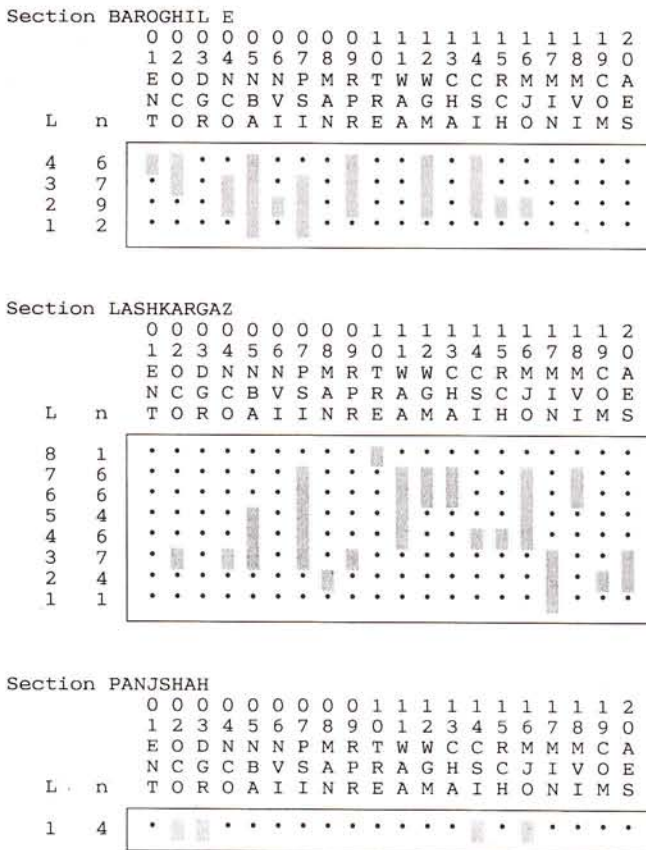 Section BAROGHIL E
0 0 0 0 0 0 0 0 0 1 1 1 1 1 1 1 1 1 1 2
1 2 3 4 5 6 7 8 9 0 1 2 3 4 5 6 7 8 9 0
E O D N N N P M R T W W C C R M M M C A
N C G C B V S A P R A G H S C J I V O E
L n T O R O A I I N R E A M A I H O N I M S
4 6
3 7
2 9
1 2
Section LASHKARGAZ
0 0 0 0 0 0 0 0 0 1 1 1 1 1 1 1 1 1 1 2
1 2 3 4 5 6 7 8 9 0 1 2 3 4 5 6 7 8 9 0
E O D N N N P M R T W W C C R M M M C A
N C G C B V S A P R A G H S C J I V O E
L n T O R O A I I N R E A M A I H O N I M S
8 1
7 6
6 6
5 4
4 6
3 7
2 4
1 1
Section PANJSHAH
0 0 0 0 0 0 0 0 0 1 1 1 1 1 1 1 1 1 1 2
1 2 3 4 5 6 7 8 9 0 1 2 3 4 5 6 7 8 9 0
E O D N N N P M R T W W C C R M M M C A
N C G C B V S A P R A G H S C J I V O E
L n T O R O A I I N R E A M A I H O N I M S
1 4